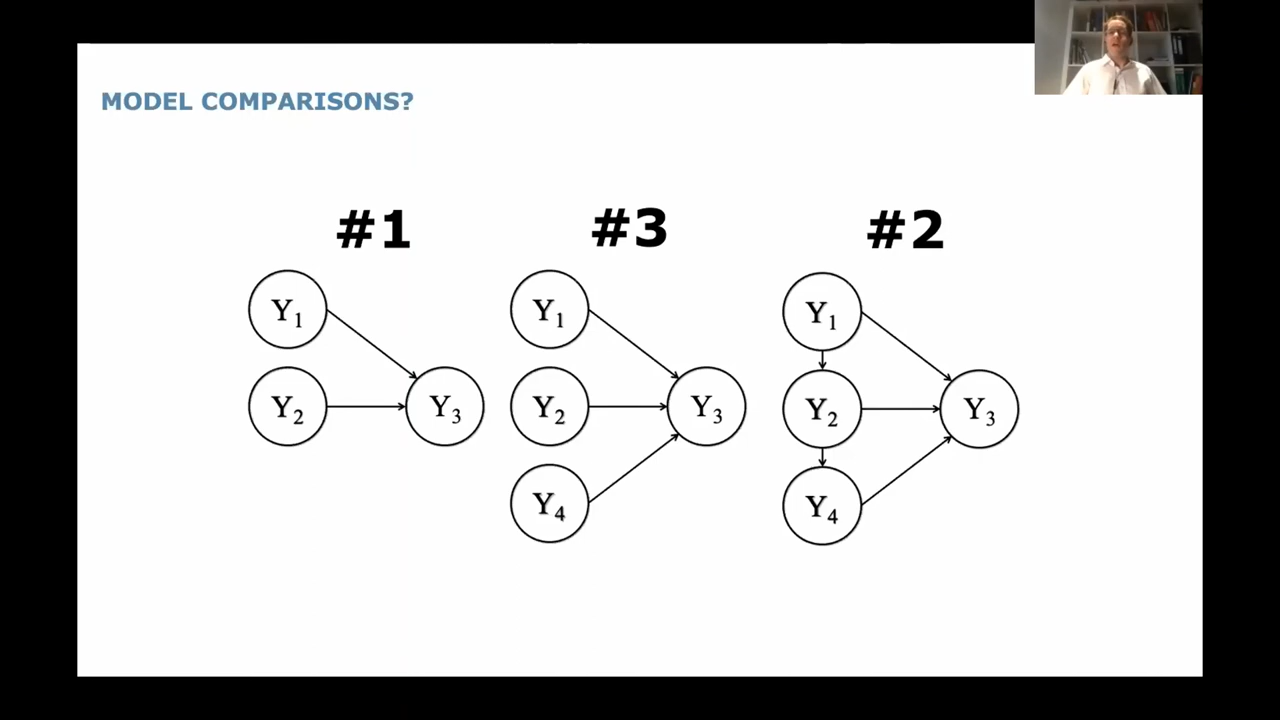 MODEL COMPARISONS?
#1 #3 #2
Y₁ Y₁ Y₁
Y₂ Y₃ Y₂ Y₃ Y₂ Y₃
Y₄ Y₄